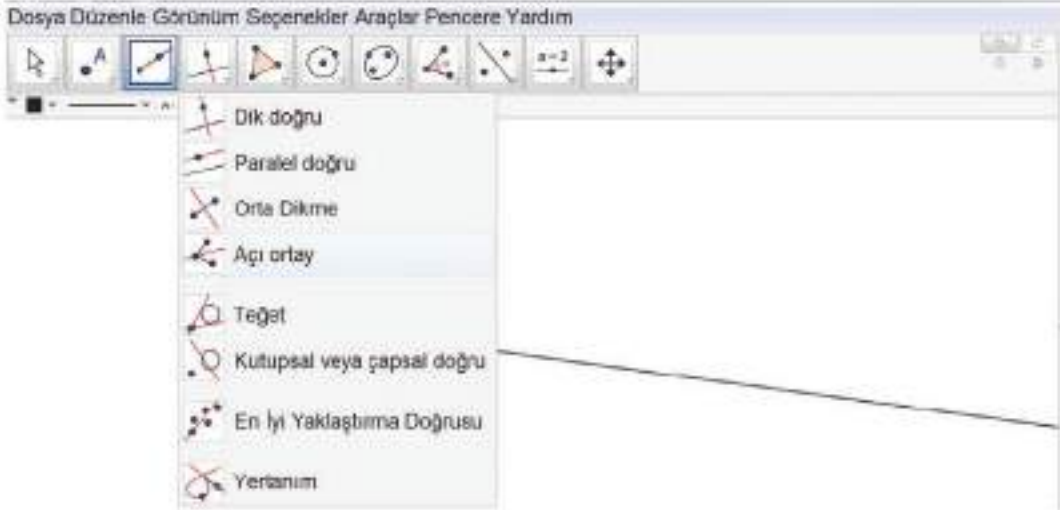 Dosya Düzenle Görünüm Seçenekler Araçlar Pencere Yardım
A
a=2
Dik doğru
Paralel doğru
Orta Dikme
Açı ortay
Teğet
Kutupsal veya çapsal doğru
En İyi Yaklaştırma Doğrusu
Yertanım